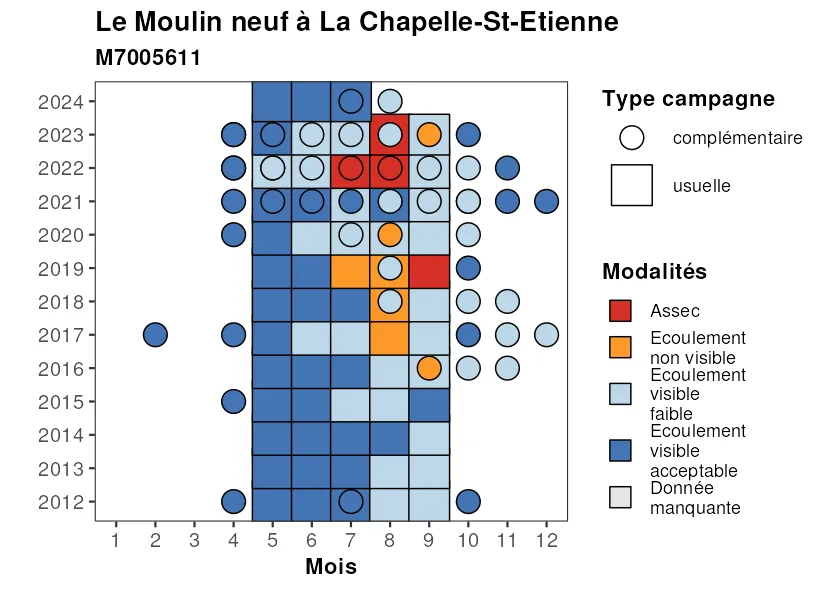 Le Moulin neuf à La Chapelle-St-Etienne
M7005611
2024
2023
2022
2021
2020
2019
2018
2017
2016
2015
2014
2013
2012
1 2 3 4 5 6 7 8 9 10 11 12
Mois
Type campagne
complémentaire
usuelle
Modalités
Assec
Ecoulement
non visible
Ecoulement
visible
faible
Ecoulement
visible
acceptable
Donnée
manquante